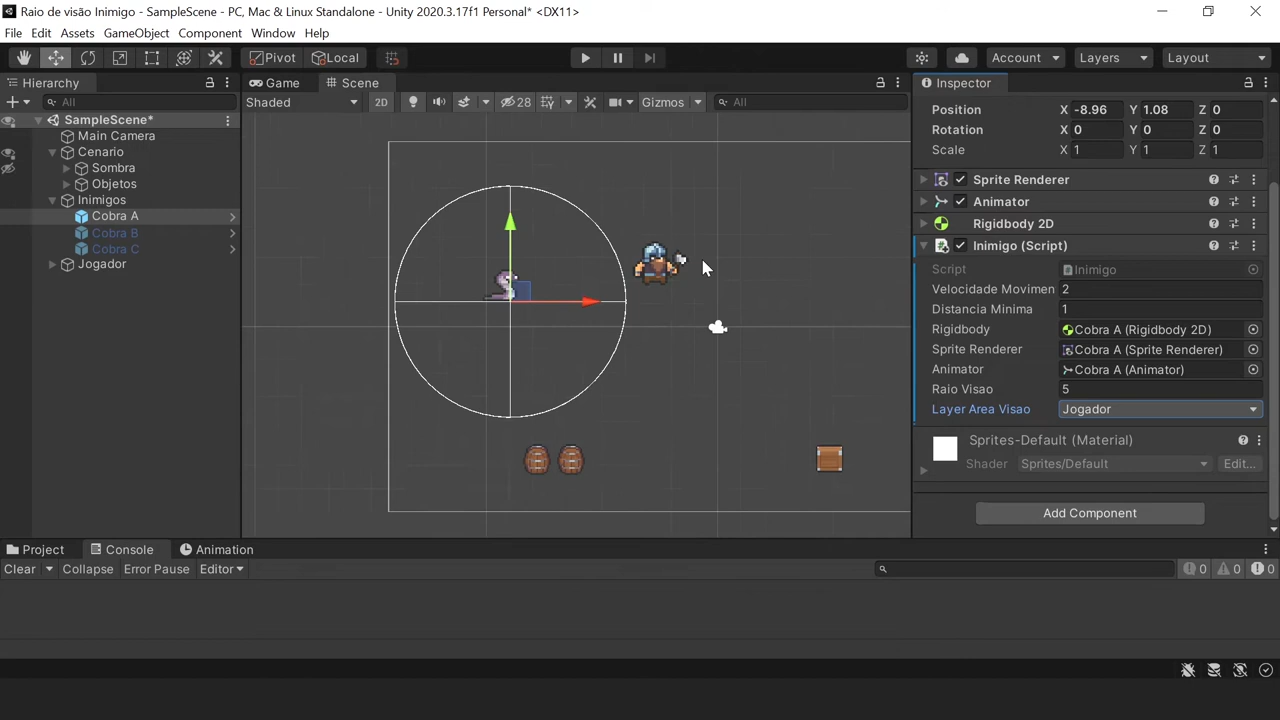 Raio de visão Inimigo - SampleScene - PC, Mac & Linux Standalone - Unity 2020.3.17f1 Personal* <DX11>
File Edit Assets GameObject Component Window Help
Pivot Local Account Layers Layout
Hierarchy
All
SampleScene*
Main Camera
Cenario
Sombra
Objetos
Inimigos
Cobra A
Cobra B
Cobra C
Jogador
Game Scene
Shaded 2D 28 Gizmos All
Inspector
Position X -8.96 Y 1.08 Z 0
Rotation X 0 Y 0 Z 0
Scale X 1 Y 1 Z 1
Sprite Renderer
Animator
Rigidbody 2D
Inimigo (Script)
Script Inimigo
Velocidade Movimen 2
Distancia Minima 1
Rigidbody Cobra A (Rigidbody 2D)
Sprite Renderer Cobra A (Sprite Renderer)
Animator Cobra A (Animator)
Raio Visao 5
Layer Area Visao Jogador
Sprites-Default (Material)
Shader Sprites/Default Edit...
Add Component
Project Console Animation
Clear Collapse Error Pause Editor 0 0 0